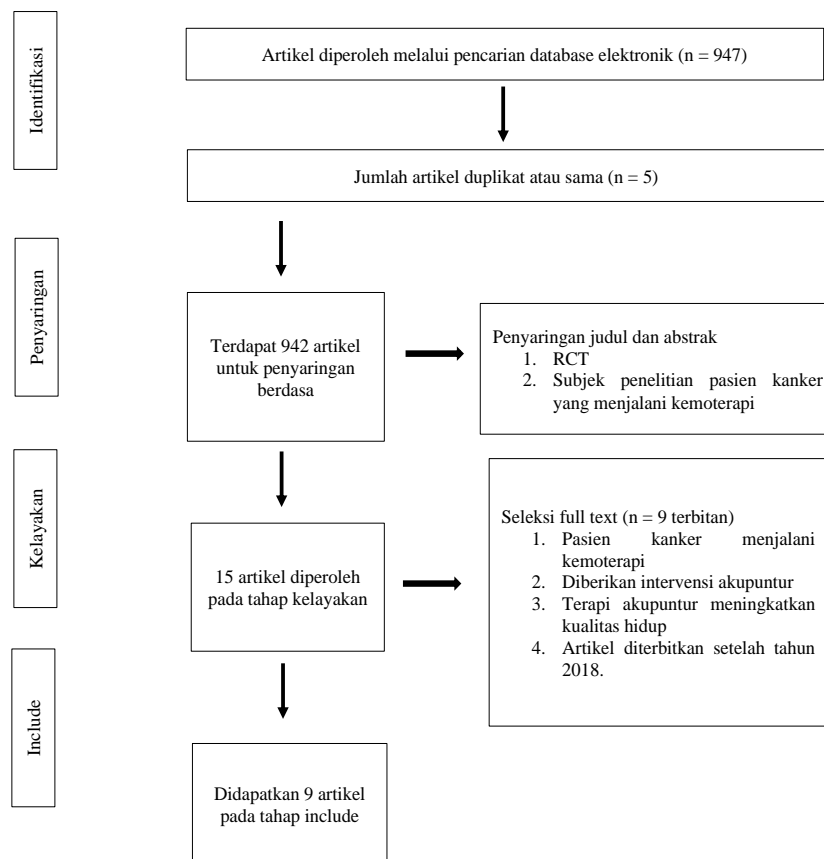 Identifikasi
Artikel diperoleh melalui pencarian database elektronik (n = 947)
Jumlah artikel duplikat atau sama (n = 5)
Penyaringan
Terdapat 942 artikel
untuk penyaringan
berdasa
Penyaringan judul dan abstrak
1. RCT
2. Subjek penelitian pasien kanker
yang menjalani kemoterapi
Kelayakan
15 artikel diperoleh
pada tahap kelayakan
Seleksi full text (n = 9 terbitan)
1. Pasien kanker menjalani
kemoterapi
2. Diberikan intervensi akupuntur
3. Terapi akupuntur meningkatkan
kualitas hidup
4. Artikel diterbitkan setelah tahun
2018.
Include
Didapatkan 9 artikel
pada tahap include